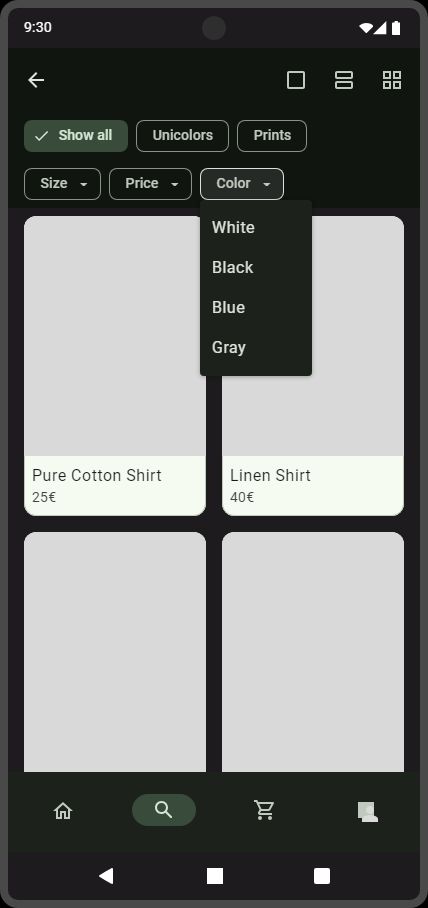 9:30
Show all
Unicolors
Prints
Size
Price
Color
White
Black
Blue
Gray
Pure Cotton Shirt
25€
Linen Shirt
40€